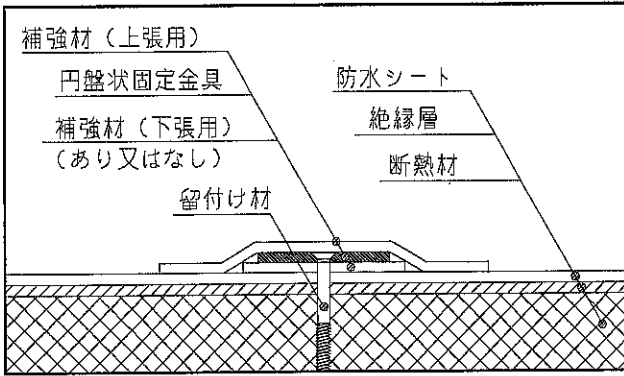 補強材（上張用）
円盤状固定金具
補強材（下張用）
（あり又はなし）
留付け材
防水シート
絶縁層
断熱材